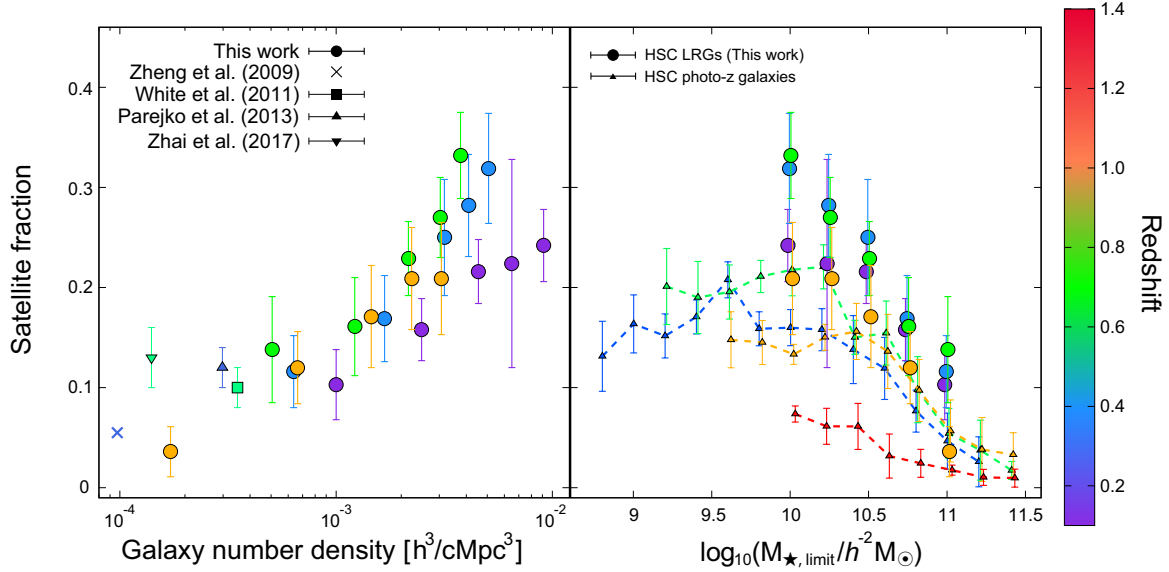 This work
Zheng et al. (2009)
White et al. (2011)
Parejko et al. (2013)
Zhai et al. (2017)
HSC LRGs (This work)
HSC photo-z galaxies
Satellite fraction
0.4
0.3
0.2
0.1
0
10⁻⁴
10⁻³
10⁻²
Galaxy number density [h³/cMpc³]
9
9.5
10
10.5
11
11.5
log₁₀(M★,limit/h⁻²M☉)
1.4
1.2
1.0
0.8
0.6
0.4
0.2
Redshift